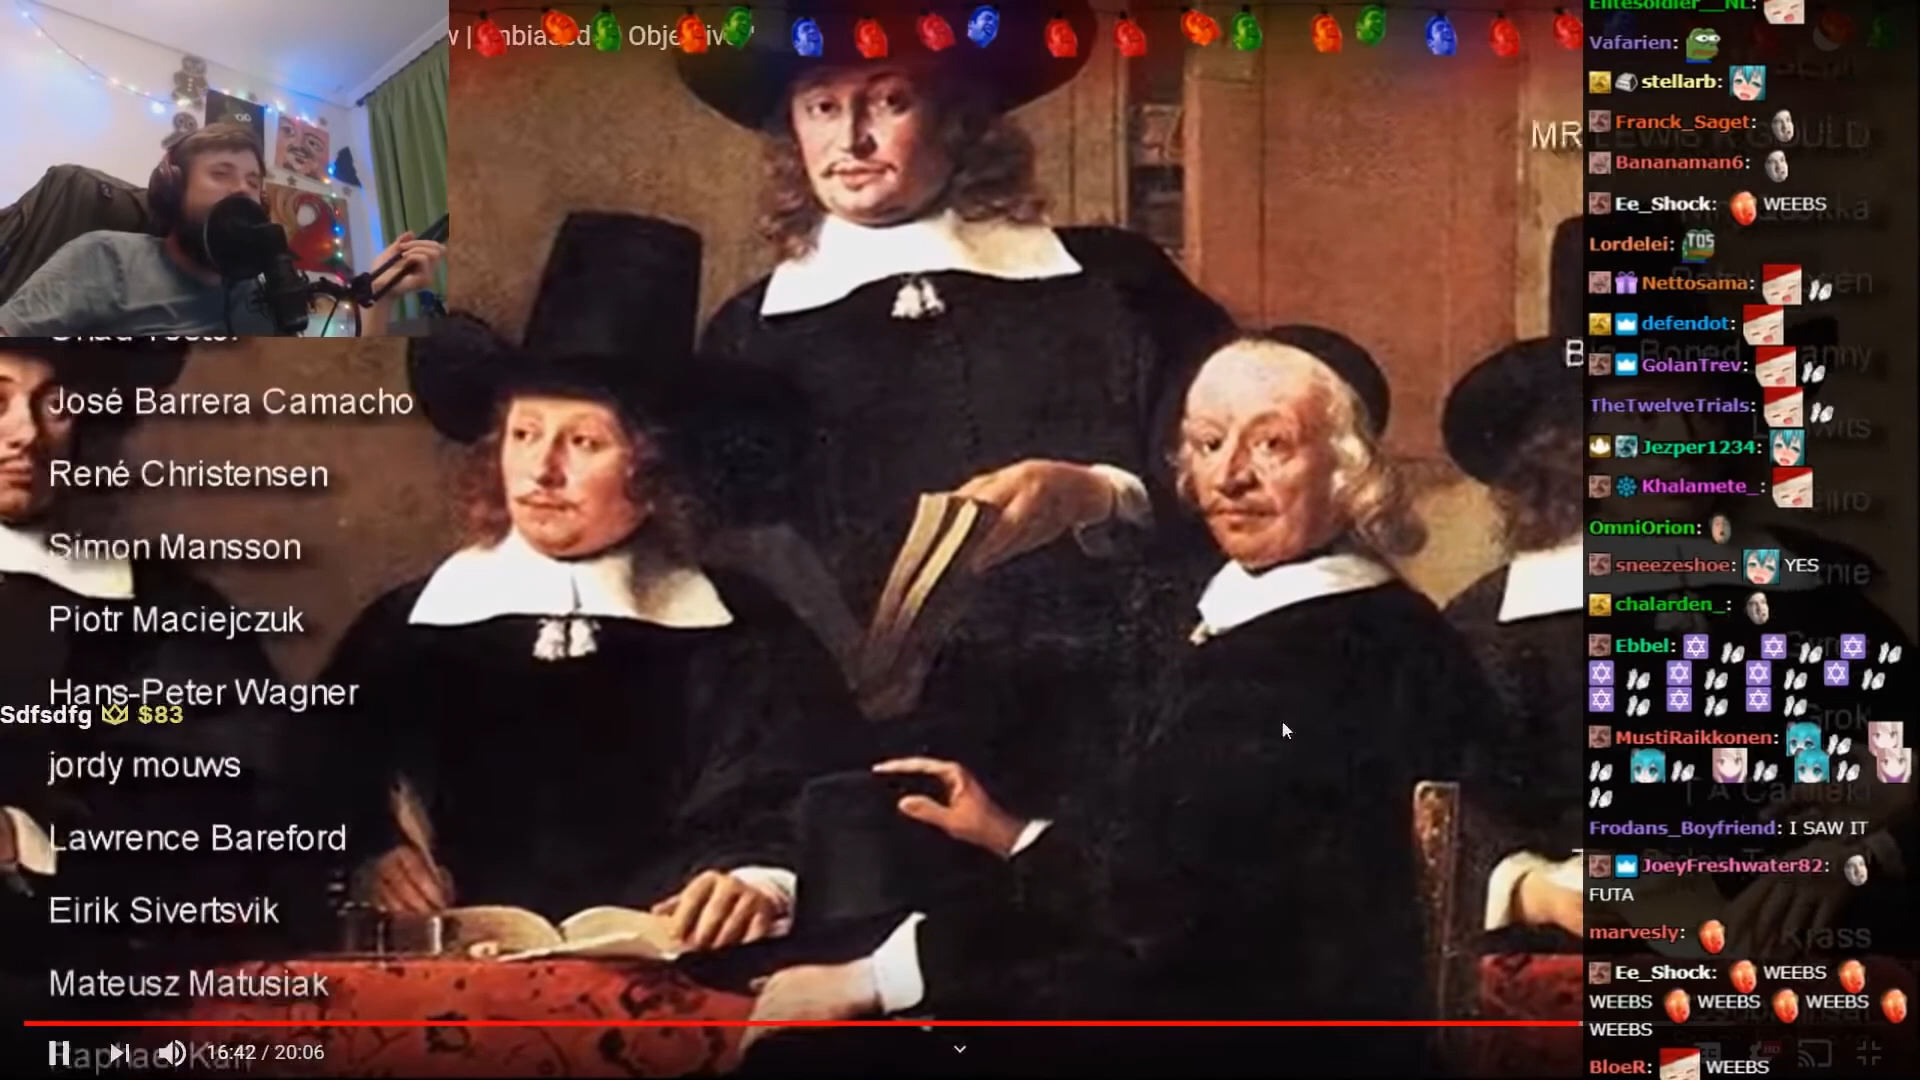 José Barrera Camacho
René Christensen
Simon Mansson
Piotr Maciejczuk
Hans-Peter Wagner
Sdfsdfg $83
jordy mouws
Lawrence Bareford
Eirik Sivertsvik
Mateusz Matusiak
16:42 / 20:06
Elitesoldier__NL:
Vafarien:
stellarb:
Franck_Saget:
Bananaman6:
Ee_Shock: WEEBS
Lordelei: TOS
Nettosama:
defendot:
GolanTrev:
TheTwelveTrials:
Jezper1234:
Khalamete_:
OmniOrion:
sneezeshoe: YES
chalarden_:
Ebbel:
MustiRaikkonen:
Frodans_Boyfriend: I SAW IT
JoeyFreshwater82:
FUTA
marvesly:
Ee_Shock: WEEBS
WEEBS WEEBS WEEBS
WEEBS
BloeR: WEEBS